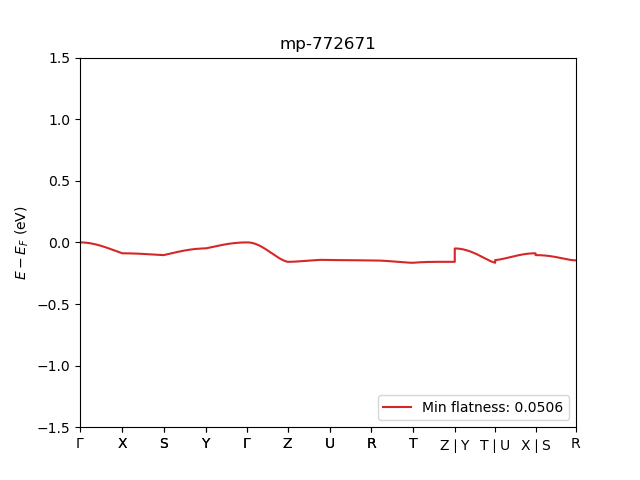 mp-772671
E − E_F (eV)
1.5
1.0
0.5
0.0
−0.5
−1.0
−1.5
Min flatness: 0.0506
Γ X S Y Γ Z U R T Z | Y T | U X | S R